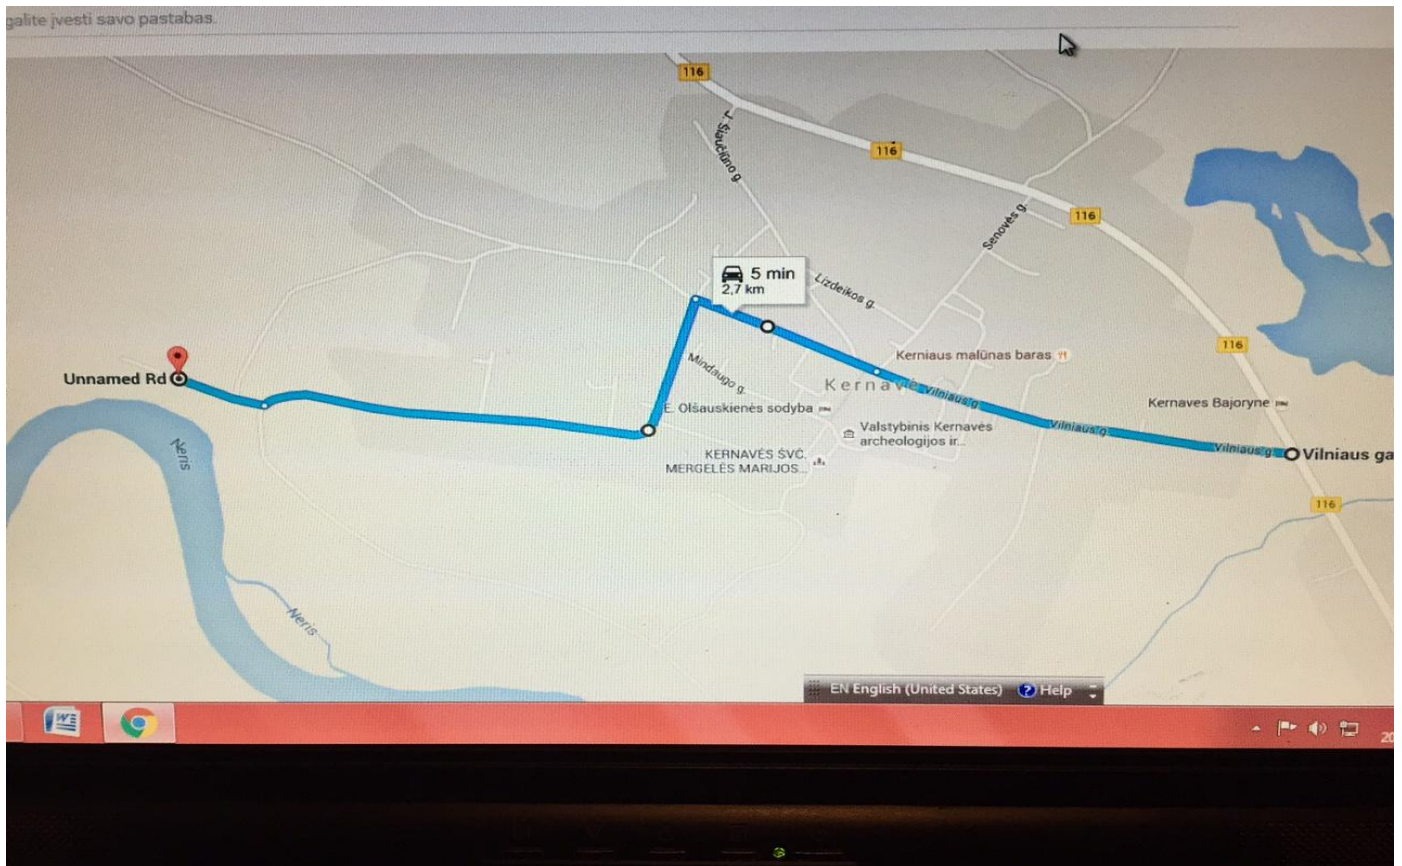 galite įvesti savo pastabas.
116
J. Šiaučiūno g.
116
116
Senovės g.
5 min
2,7 km
Lizdeikos g.
116
Kerniaus malūnas baras
Mindaugo g.
Unnamed Rd
Kernavė
Vilniaus g.
E. Olšauskienės sodyba
Kernaves Bajoryne
Vilniaus g.
Valstybinis Kernavės
archeologijos ir...
Neris
KERNAVĖS ŠVČ.
MERGELĖS MARIJOS...
Vilniaus g.
Vilniaus ga
116
Neris
EN English (United States)
? Help
W
20